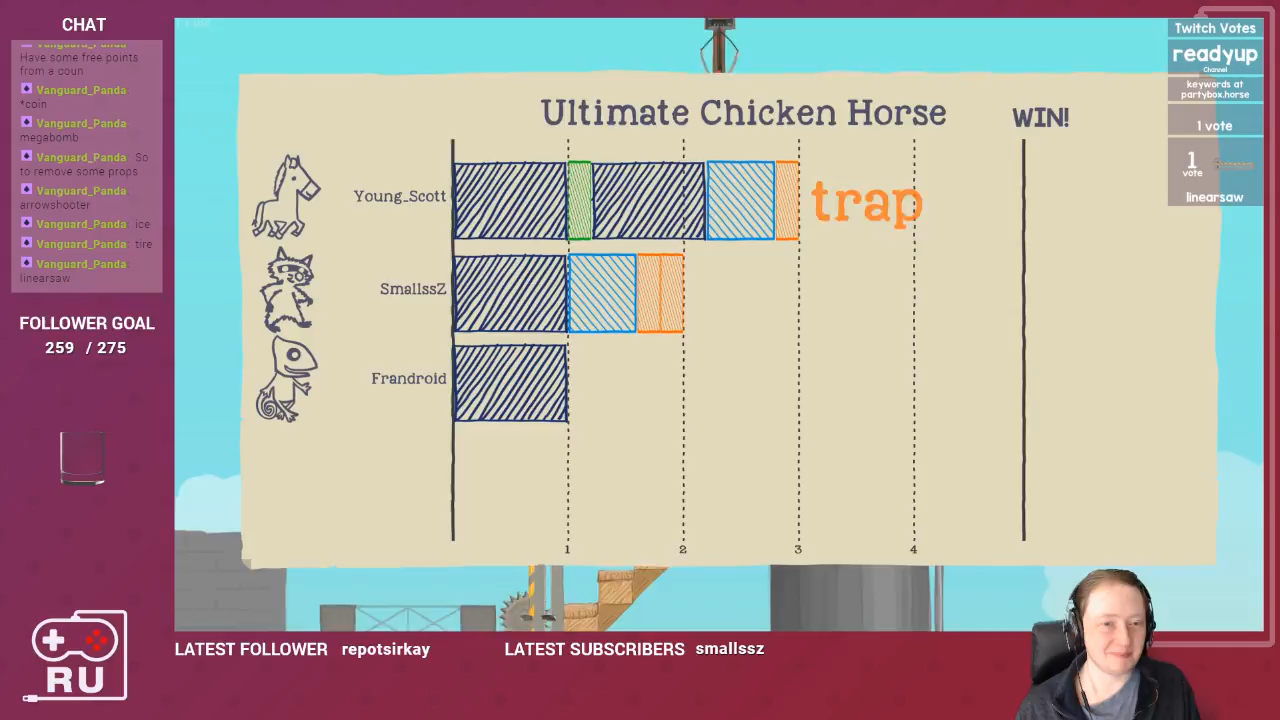 CHAT
Vanguard_Panda
Have some free points
from a coun
Vanguard_Panda
*coin
Vanguard_Panda
megabomb
Vanguard_Panda So
to remove some props
Vanguard_Panda
arrowshooter
Vanguard_Panda ice
Vanguard_Panda tire
Vanguard_Panda
linearsaw
FOLLOWER GOAL
259 / 275
RU
Ultimate Chicken Horse
WIN!
Young_Scott
trap
SmallssZ
Frandroid
1 2 3 4
Twitch Votes
readyup
Channel
keywords at
partybox.horse
1 vote
1
vote
linearsaw
LATEST FOLLOWER repotsirkay
LATEST SUBSCRIBERS smallssz